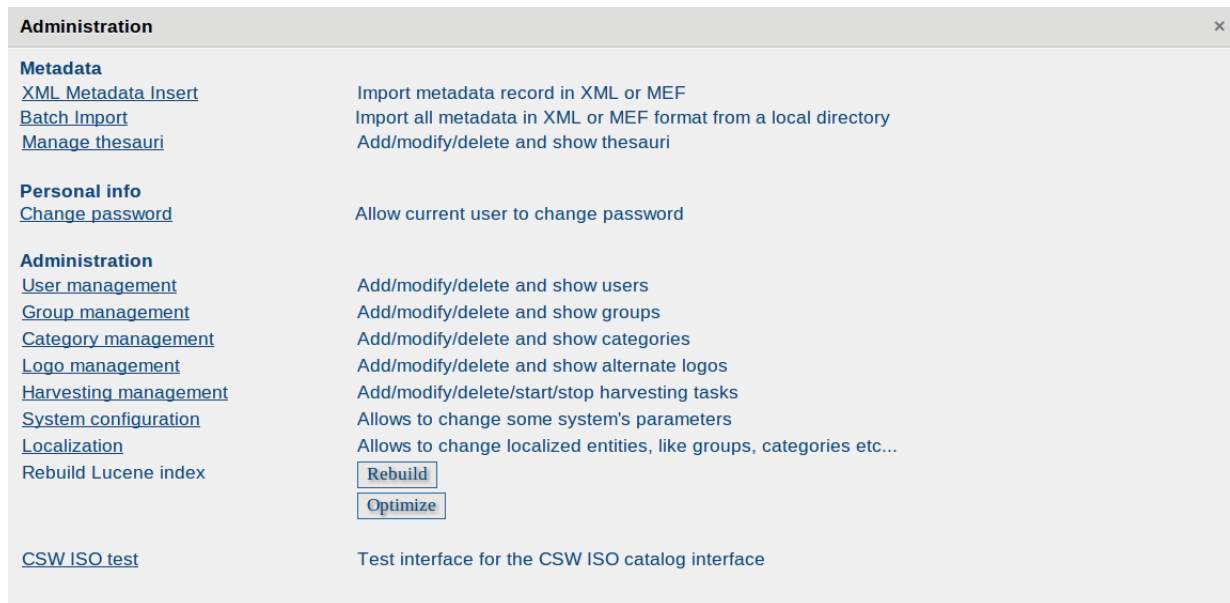 Administration ×
Metadata
XML Metadata Insert Import metadata record in XML or MEF
Batch Import Import all metadata in XML or MEF format from a local directory
Manage thesauri Add/modify/delete and show thesauri
Personal info
Change password Allow current user to change password
Administration
User management Add/modify/delete and show users
Group management Add/modify/delete and show groups
Category management Add/modify/delete and show categories
Logo management Add/modify/delete and show alternate logos
Harvesting management Add/modify/delete/start/stop harvesting tasks
System configuration Allows to change some system's parameters
Localization Allows to change localized entities, like groups, categories etc...
Rebuild Lucene index Rebuild
Optimize
CSW ISO test Test interface for the CSW ISO catalog interface